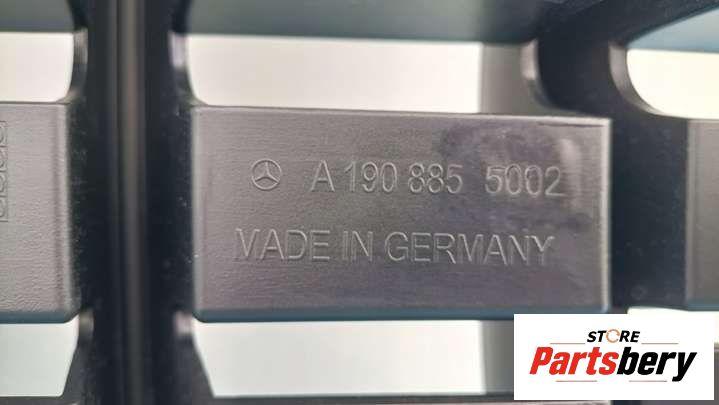 A 190 885 5002
MADE IN GERMANY
STORE
Partsbery